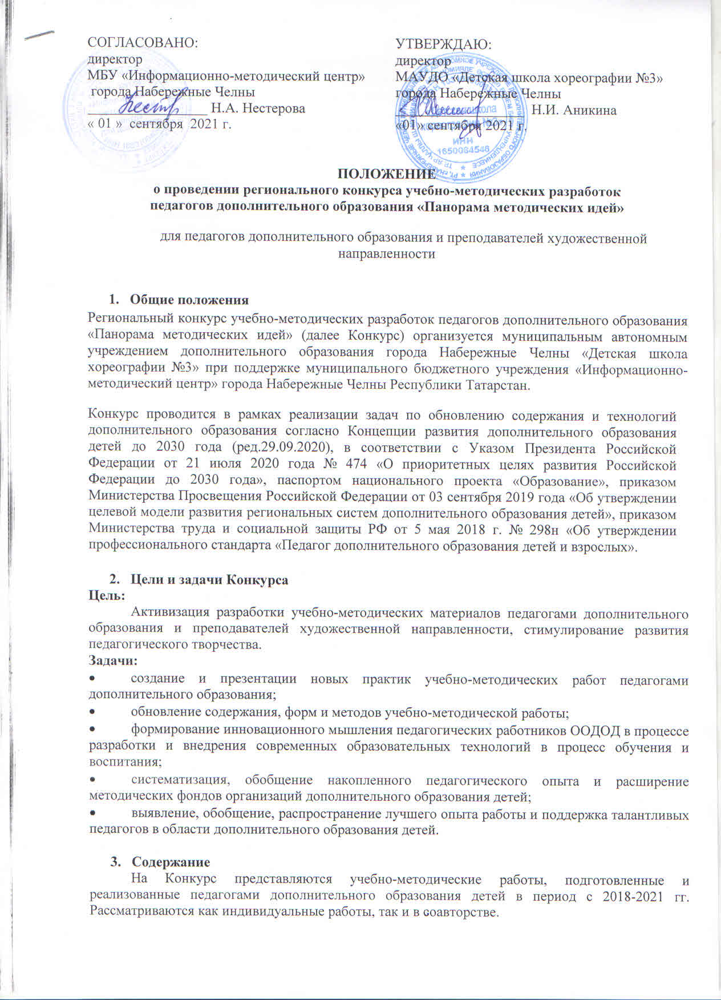 СОГЛАСОВАНО:
директор
МБУ «Информационно-методический центр»
города Набережные Челны
Н.А. Нестерова
« 01 » сентября 2021 г.
УТВЕРЖДАЮ:
директор
МАУДО «Детская школа хореографии №3»
города Набережные Челны
Н.И. Аникина
«01» сентября 2021 г.
ИНН
1650084546
ПОЛОЖЕНИЕ
о проведении регионального конкурса учебно-методических разработок
педагогов дополнительного образования «Панорама методических идей»
для педагогов дополнительного образования и преподавателей художественной
направленности
1. Общие положения
Региональный конкурс учебно-методических разработок педагогов дополнительного образования
«Панорама методических идей» (далее Конкурс) организуется муниципальным автономным
учреждением дополнительного образования города Набережные Челны «Детская школа
хореографии №3» при поддержке муниципального бюджетного учреждения «Информационно-
методический центр» города Набережные Челны Республики Татарстан.
Конкурс проводится в рамках реализации задач по обновлению содержания и технологий
дополнительного образования согласно Концепции развития дополнительного образования
детей до 2030 года (ред.29.09.2020), в соответствии с Указом Президента Российской
Федерации от 21 июля 2020 года № 474 «О приоритетных целях развития Российской
Федерации до 2030 года», паспортом национального проекта «Образование», приказом
Министерства Просвещения Российской Федерации от 03 сентября 2019 года «Об утверждении
целевой модели развития региональных систем дополнительного образования детей», приказом
Министерства труда и социальной защиты РФ от 5 мая 2018 г. № 298н «Об утверждении
профессионального стандарта «Педагог дополнительного образования детей и взрослых».
2. Цели и задачи Конкурса
Цель:
Активизация разработки учебно-методических материалов педагогами дополнительного
образования и преподавателей художественной направленности, стимулирование развития
педагогического творчества.
Задачи:
• создание и презентации новых практик учебно-методических работ педагогами
дополнительного образования;
• обновление содержания, форм и методов учебно-методической работы;
• формирование инновационного мышления педагогических работников ООДОД в процессе
разработки и внедрения современных образовательных технологий в процесс обучения и
воспитания;
• систематизация, обобщение накопленного педагогического опыта и расширение
методических фондов организаций дополнительного образования детей;
• выявление, обобщение, распространение лучшего опыта работы и поддержка талантливых
педагогов в области дополнительного образования детей.
3. Содержание
На Конкурс представляются учебно-методические работы, подготовленные и
реализованные педагогами дополнительного образования детей в период с 2018-2021 гг.
Рассматриваются как индивидуальные работы, так и в соавторстве.